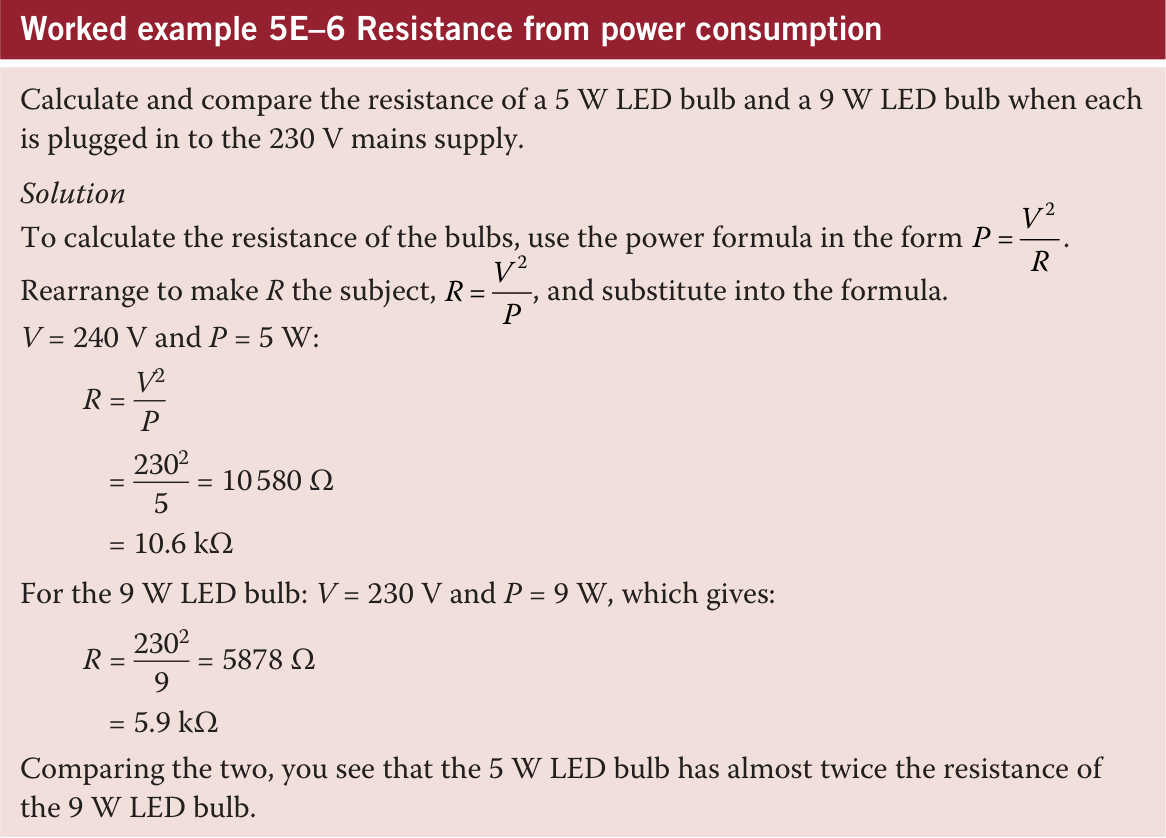 Worked example 5E–6 Resistance from power consumption
Calculate and compare the resistance of a 5 W LED bulb and a 9 W LED bulb when each
is plugged in to the 230 V mains supply.
Solution
To calculate the resistance of the bulbs, use the power formula in the form P = V²/R.
Rearrange to make R the subject, R = V²/P, and substitute into the formula.
V = 240 V and P = 5 W:
R = V²/P
= 230²/5 = 10 580 Ω
= 10.6 kΩ
For the 9 W LED bulb: V = 230 V and P = 9 W, which gives:
R = 230²/9 = 5878 Ω
= 5.9 kΩ
Comparing the two, you see that the 5 W LED bulb has almost twice the resistance of
the 9 W LED bulb.